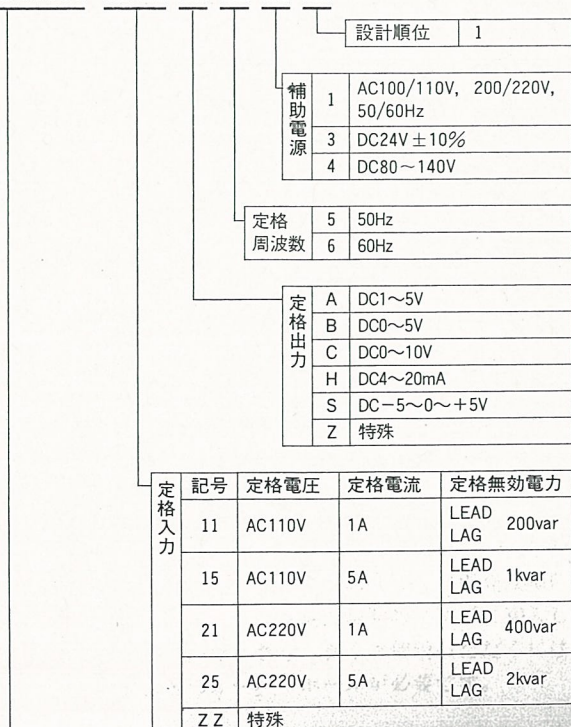 設計順位 1
補助電源
1 AC100/110V, 200/220V,
50/60Hz
3 DC24V±10%
4 DC80～140V
定格
周波数
5 50Hz
6 60Hz
定格出力
A DC1～5V
B DC0～5V
C DC0～10V
H DC4～20mA
S DC−5～0～+5V
Z 特殊
定格入力
記号 定格電圧 定格電流 定格無効電力
11 AC110V 1A LEAD LAG 200var
15 AC110V 5A LEAD LAG 1kvar
21 AC220V 1A LEAD LAG 400var
25 AC220V 5A LEAD LAG 2kvar
ZZ 特殊